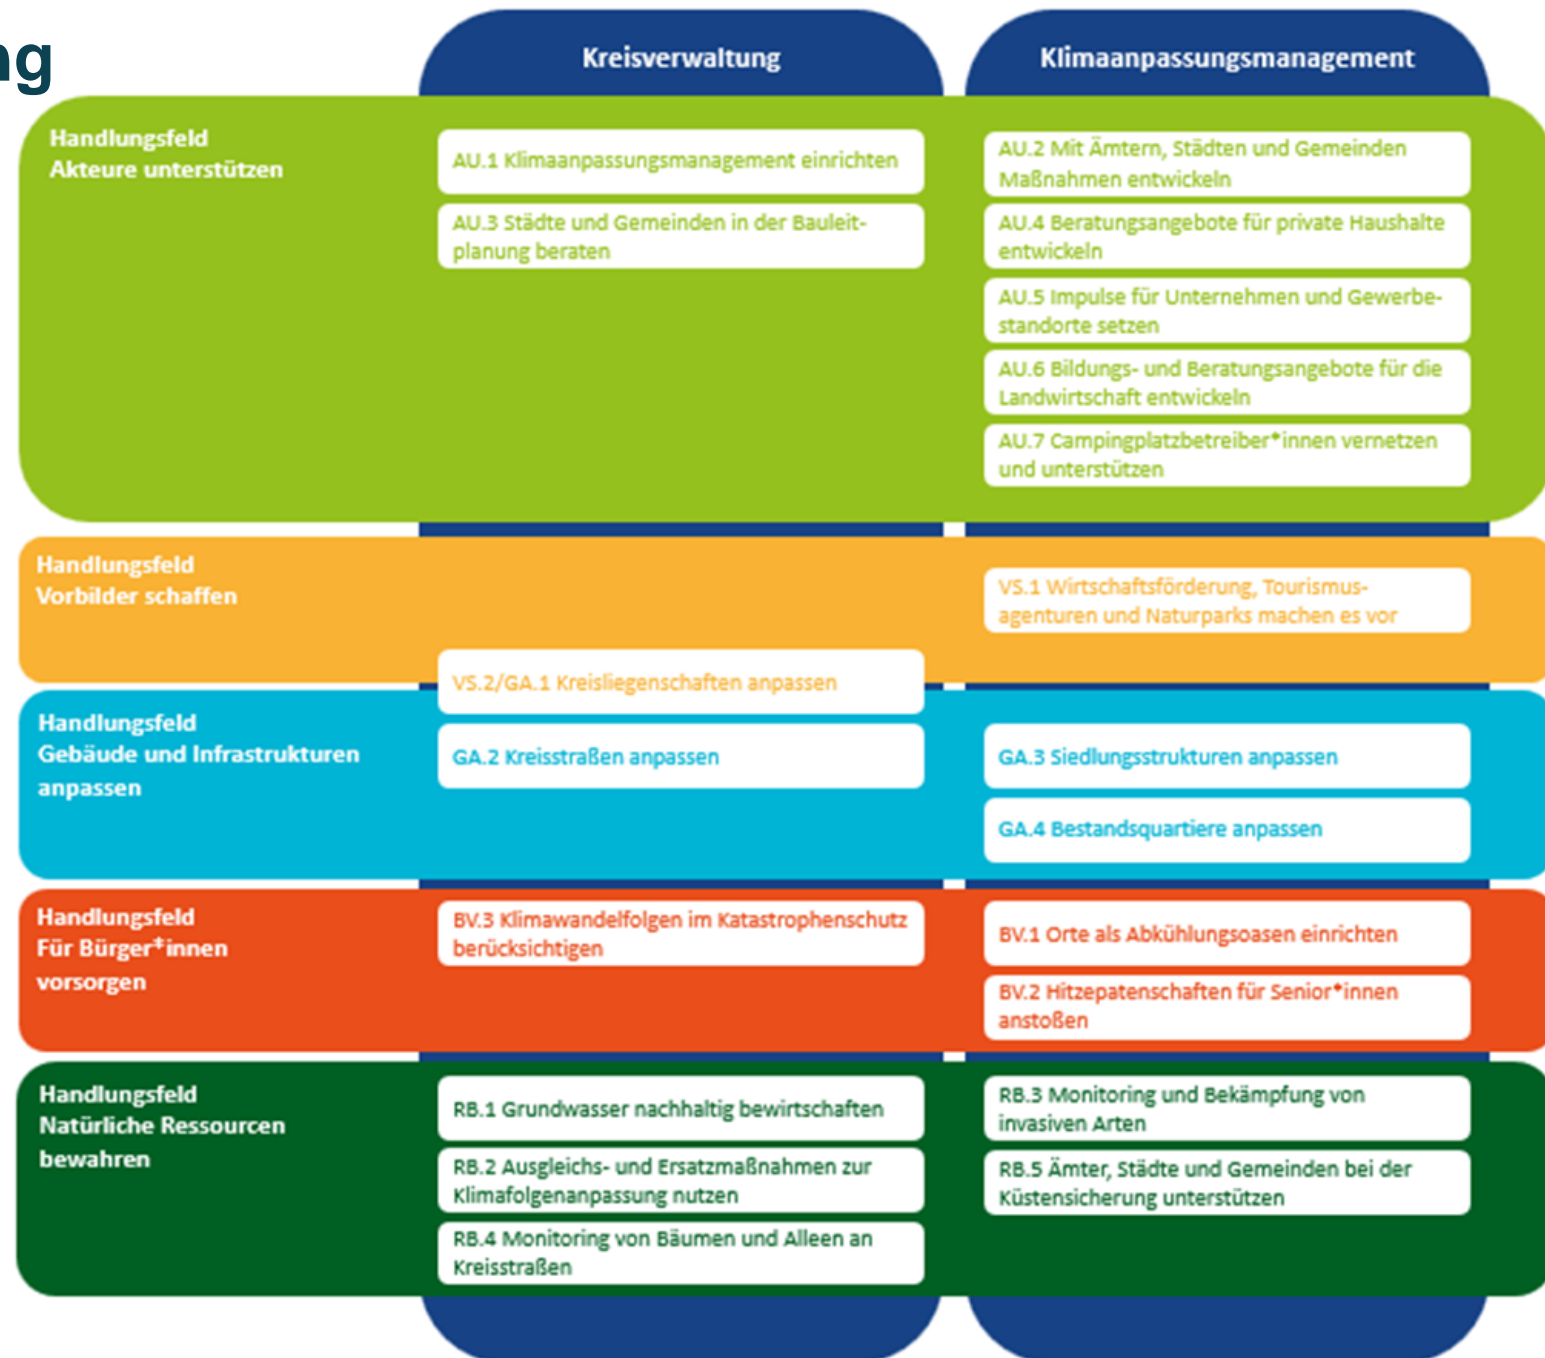 ng
Kreisverwaltung
Klimaanpassungsmanagement
Handlungsfeld
Akteure unterstützen
AU.1 Klimaanpassungsmanagement einrichten
AU.3 Städte und Gemeinden in der Bauleit-
planung beraten
AU.2 Mit Ämtern, Städten und Gemeinden
Maßnahmen entwickeln
AU.4 Beratungsangebote für private Haushalte
entwickeln
AU.5 Impulse für Unternehmen und Gewerbe-
standorte setzen
AU.6 Bildungs- und Beratungsangebote für die
Landwirtschaft entwickeln
AU.7 Campingplatzbetreiber*innen vernetzen
und unterstützen
Handlungsfeld
Vorbilder schaffen
VS.1 Wirtschaftsförderung, Tourismus-
agenturen und Naturparks machen es vor
VS.2/GA.1 Kreisliegenschaften anpassen
Handlungsfeld
Gebäude und Infrastrukturen
anpassen
GA.2 Kreisstraßen anpassen
GA.3 Siedlungsstrukturen anpassen
GA.4 Bestandsquartiere anpassen
Handlungsfeld
Für Bürger*innen
vorsorgen
BV.3 Klimawandelfolgen im Katastrophenschutz
berücksichtigen
BV.1 Orte als Abkühlungsoasen einrichten
BV.2 Hitzepatenschaften für Senior*innen
anstoßen
Handlungsfeld
Natürliche Ressourcen
bewahren
RB.1 Grundwasser nachhaltig bewirtschaften
RB.2 Ausgleichs- und Ersatzmaßnahmen zur
Klimafolgenanpassung nutzen
RB.4 Monitoring von Bäumen und Alleen an
Kreisstraßen
RB.3 Monitoring und Bekämpfung von
invasiven Arten
RB.5 Ämter, Städte und Gemeinden bei der
Küstensicherung unterstützen